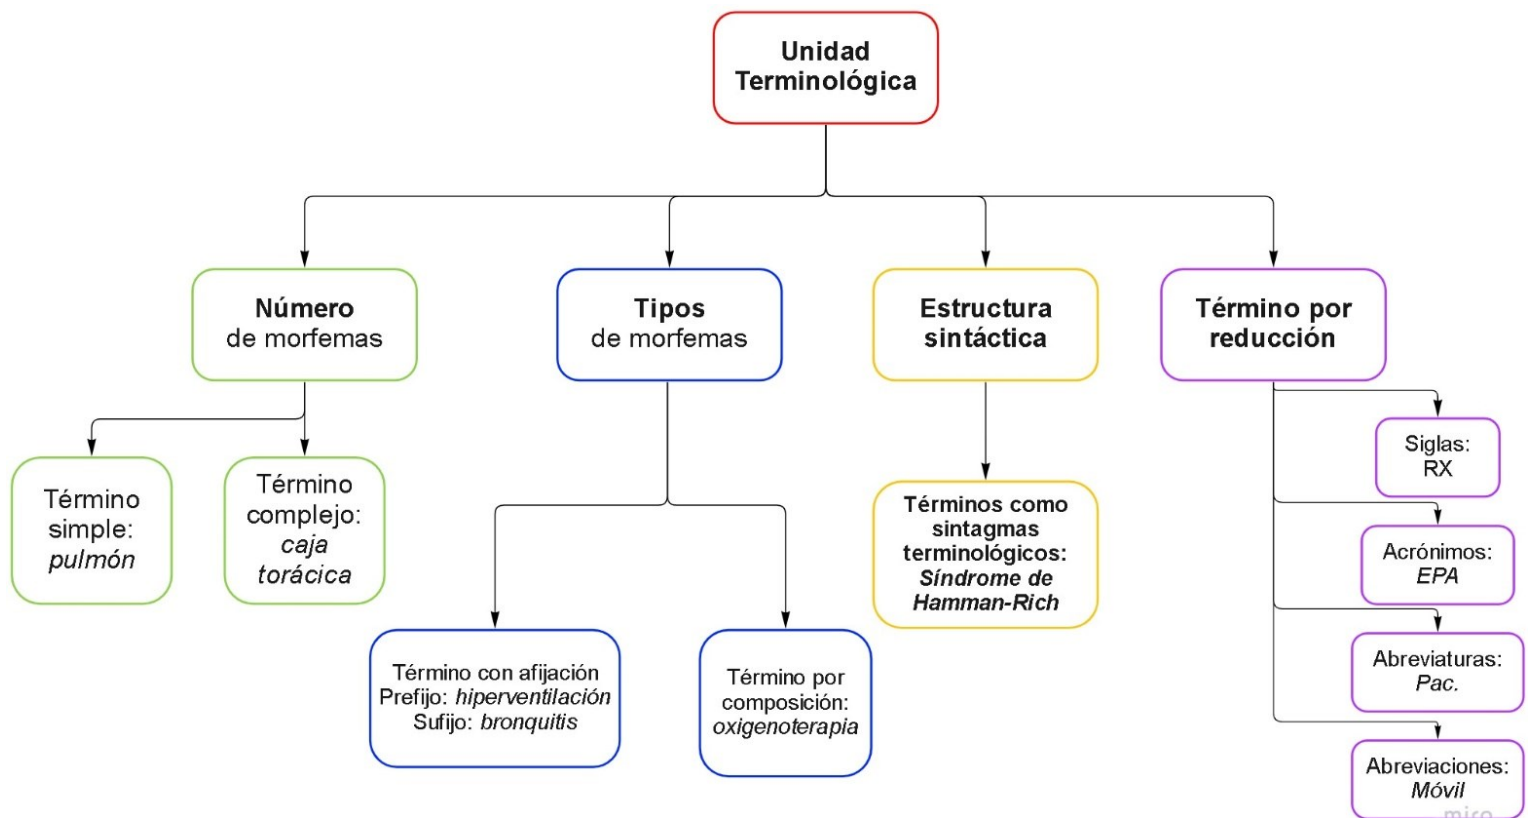 Unidad
Terminológica
Número
de morfemas
Tipos
de morfemas
Estructura
sintáctica
Término por
reducción
Término
simple:
pulmón
Término
complejo:
caja
torácica
Término con afijación
Prefijo: hiperventilación
Sufijo: bronquitis
Término por
composición:
oxigenoterapia
Términos como
sintagmas
terminológicos:
Síndrome de
Hamman-Rich
Siglas:
RX
Acrónimos:
EPA
Abreviaturas:
Pac.
Abreviaciones:
Móvil
miro